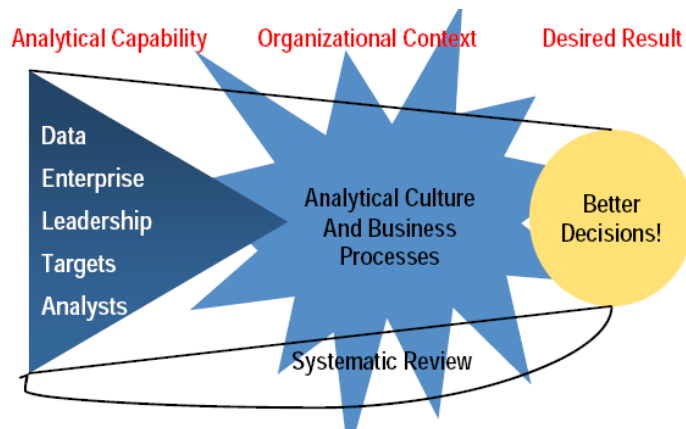 Analytical Capability
Organizational Context
Desired Result
Data
Enterprise
Leadership
Targets
Analysts
Analytical Culture
And Business
Processes
Better
Decisions!
Systematic Review